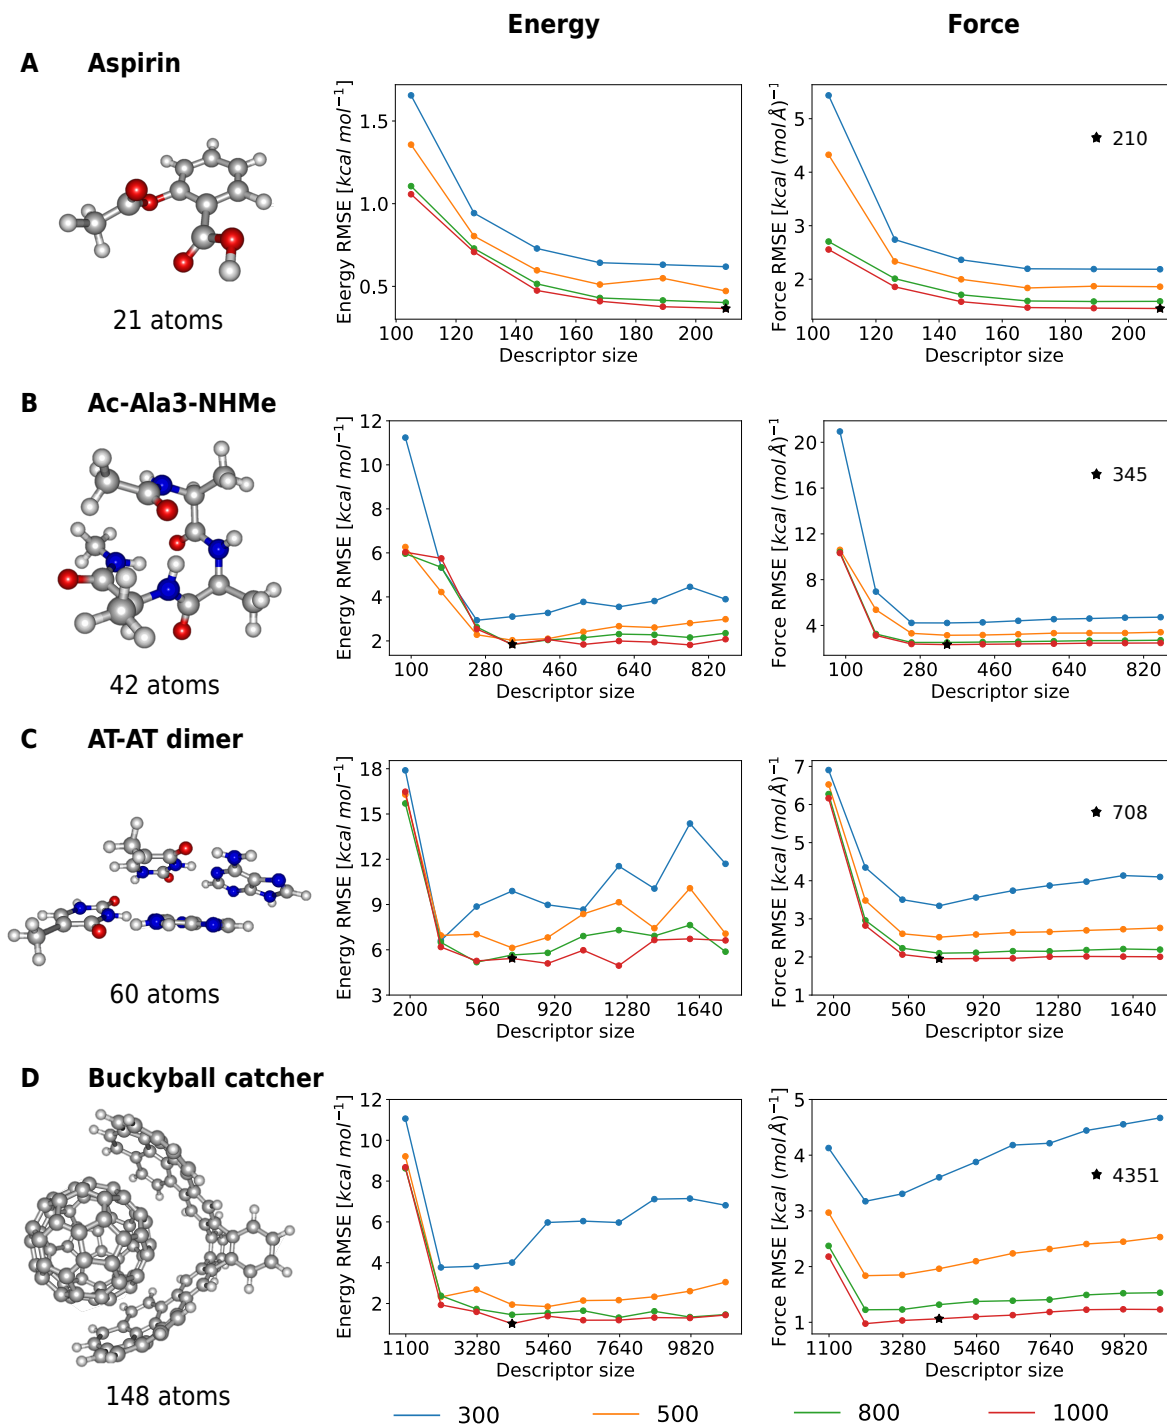 Energy
Force
A Aspirin
21 atoms
Energy RMSE [kcal mol⁻¹]
1.5
1.0
0.5
100 120 140 160 180 200
Descriptor size
Force RMSE [kcal (mol Å)⁻¹
5
4
3
2
100 120 140 160 180 200
Descriptor size
★ 210
B Ac-Ala3-NHMe
42 atoms
Energy RMSE [kcal mol⁻¹]
12
10
8
6
4
2
100 280 460 640 820
Descriptor size
Force RMSE [kcal (mol Å)⁻¹
20
16
12
8
4
100 280 460 640 820
Descriptor size
★ 345
C AT-AT dimer
60 atoms
Energy RMSE [kcal mol⁻¹]
18
15
12
9
6
3
200 560 920 1280 1640
Descriptor size
Force RMSE [kcal (mol Å)⁻¹
7
6
5
4
3
2
1
200 560 920 1280 1640
Descriptor size
★ 708
D Buckyball catcher
148 atoms
Energy RMSE [kcal mol⁻¹]
12
10
8
6
4
2
1100 3280 5460 7640 9820
Descriptor size
Force RMSE [kcal (mol Å)⁻¹
5
4
3
2
1
1100 3280 5460 7640 9820
Descriptor size
★ 4351
300 500 800 1000